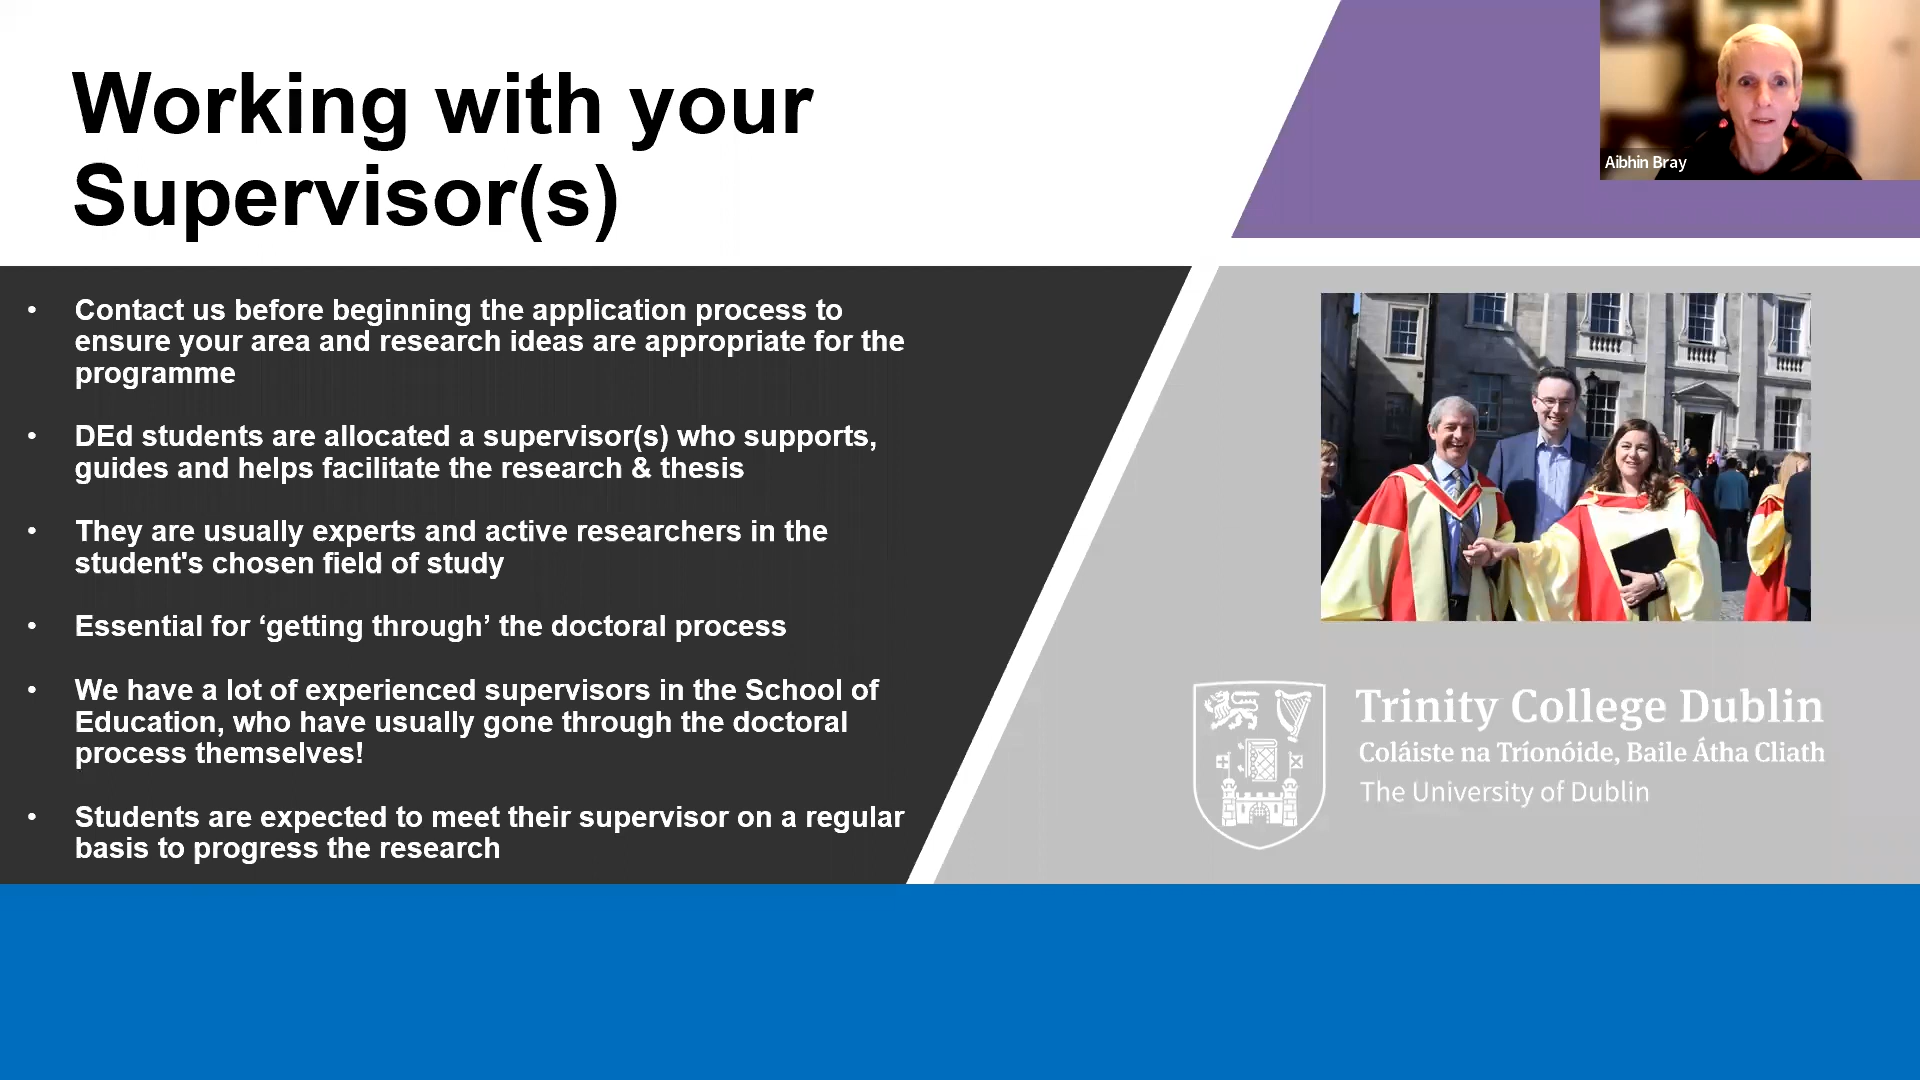 Working with your
Supervisor(s)
Aibhin Bray
• Contact us before beginning the application process to
ensure your area and research ideas are appropriate for the
programme
• DEd students are allocated a supervisor(s) who supports,
guides and helps facilitate the research & thesis
• They are usually experts and active researchers in the
student's chosen field of study
• Essential for ‘getting through’ the doctoral process
• We have a lot of experienced supervisors in the School of
Education, who have usually gone through the doctoral
process themselves!
• Students are expected to meet their supervisor on a regular
basis to progress the research
Trinity College Dublin
Coláiste na Tríonóide, Baile Átha Cliath
The University of Dublin